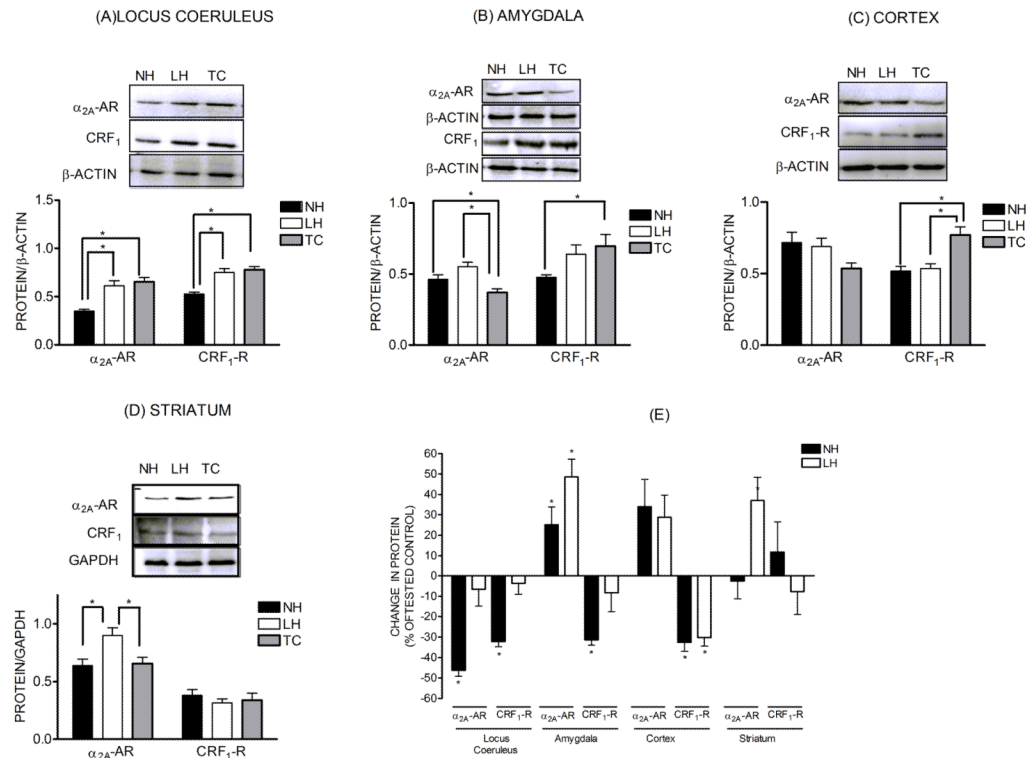 (A)LOCUS COERULEUS
NH LH TC
α2A-AR
CRF1
β-ACTIN
PROTEIN/β-ACTIN
1.5
1.0
0.5
0.0
* * * *
NH
LH
TC
α2A-AR CRF1-R
(B) AMYGDALA
NH LH TC
α2A-AR
β-ACTIN
CRF1
β-ACTIN
PROTEIN/β-ACTIN
1.0
0.5
0.0
* * *
NH
LH
TC
α2A-AR CRF1-R
(C) CORTEX
NH LH TC
α2A-AR
CRF1-R
β-ACTIN
PROTEIN/β-ACTIN
1.0
0.5
0.0
* *
NH
LH
TC
α2A-AR CRF1-R
(D) STRIATUM
NH LH TC
α2A-AR
CRF1
GAPDH
PROTEIN/GAPDH
1.0
0.5
0.0
* *
NH
LH
TC
α2A-AR CRF1-R
(E)
NH
LH
CHANGE IN PROTEIN
(% OFTESTED CONTROL)
60
50
40
30
20
10
0
-10
-20
-30
-40
-50
-60
* * * * * * * *
α2A-AR CRF1-R α2A-AR CRF1-R α2A-AR CRF1-R α2A-AR CRF1-R
Locus Coeruleus
Amygdala
Cortex
Striatum